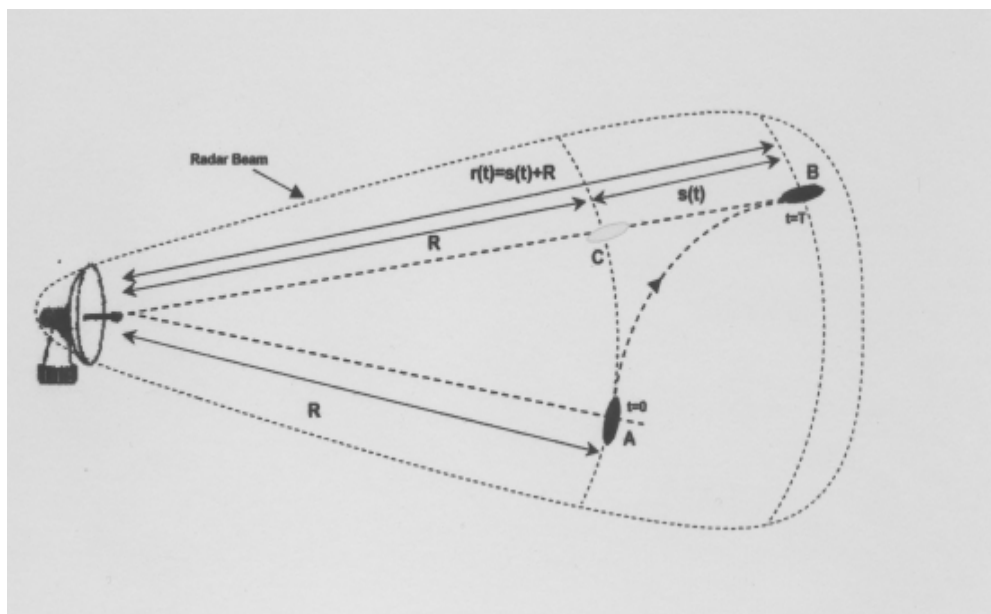 Radar Beam
r(t)=s(t)+R
B
s(t)
t=T
R
C
t=0
R
A